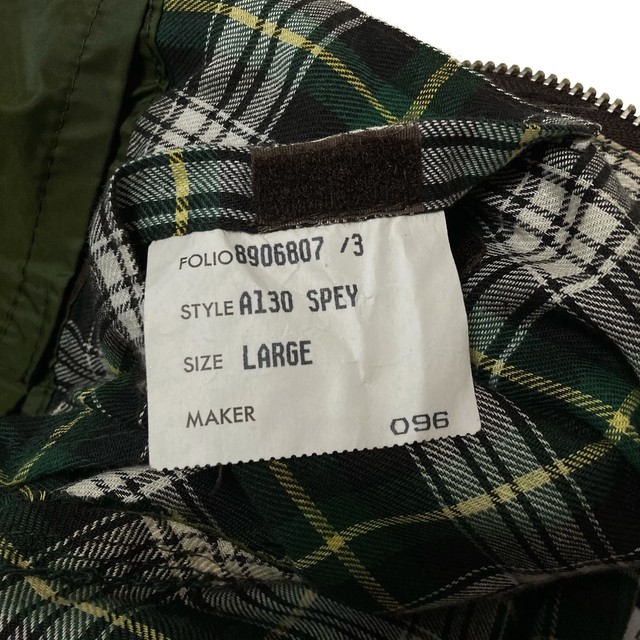 FOLIO 8906807 /3
STYLE A130 SPEY
SIZE LARGE
MAKER 096